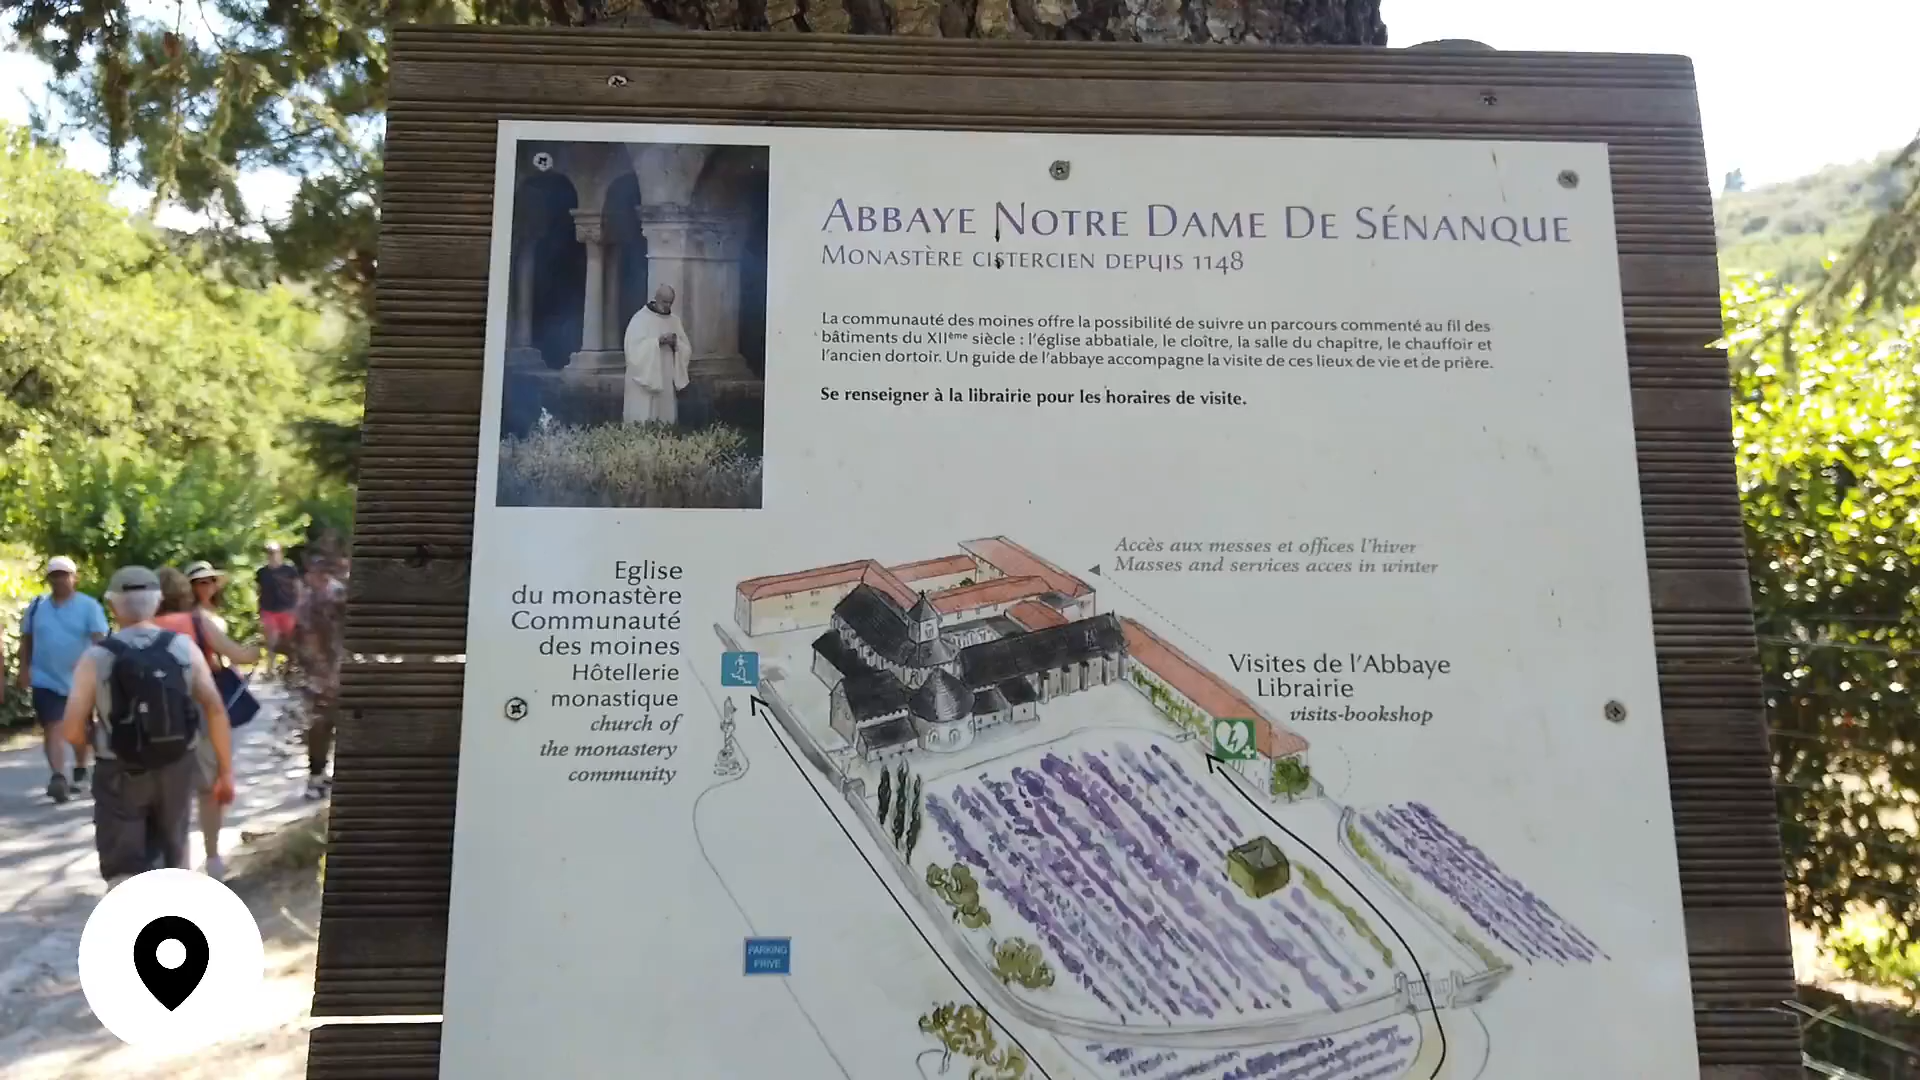 ABBAYE NOTRE DAME DE SÉNANQUE
MONASTÈRE CISTERCIEN DEPUIS 1148
La communauté des moines offre la possibilité de suivre un parcours commenté au fil des
bâtiments du XIIème siècle : l'église abbatiale, le cloître, la salle du chapitre, le chauffoir et
l'ancien dortoir. Un guide de l'abbaye accompagne la visite de ces lieux de vie et de prière.
Se renseigner à la librairie pour les horaires de visite.
Accès aux messes et offices l'hiver
Masses and services acces in winter
Eglise
du monastère
Communauté
des moines
Hôtellerie
monastique
church of
the monastery
community
Visites de l'Abbaye
Librairie
visits-bookshop
PARKING
PRIVE